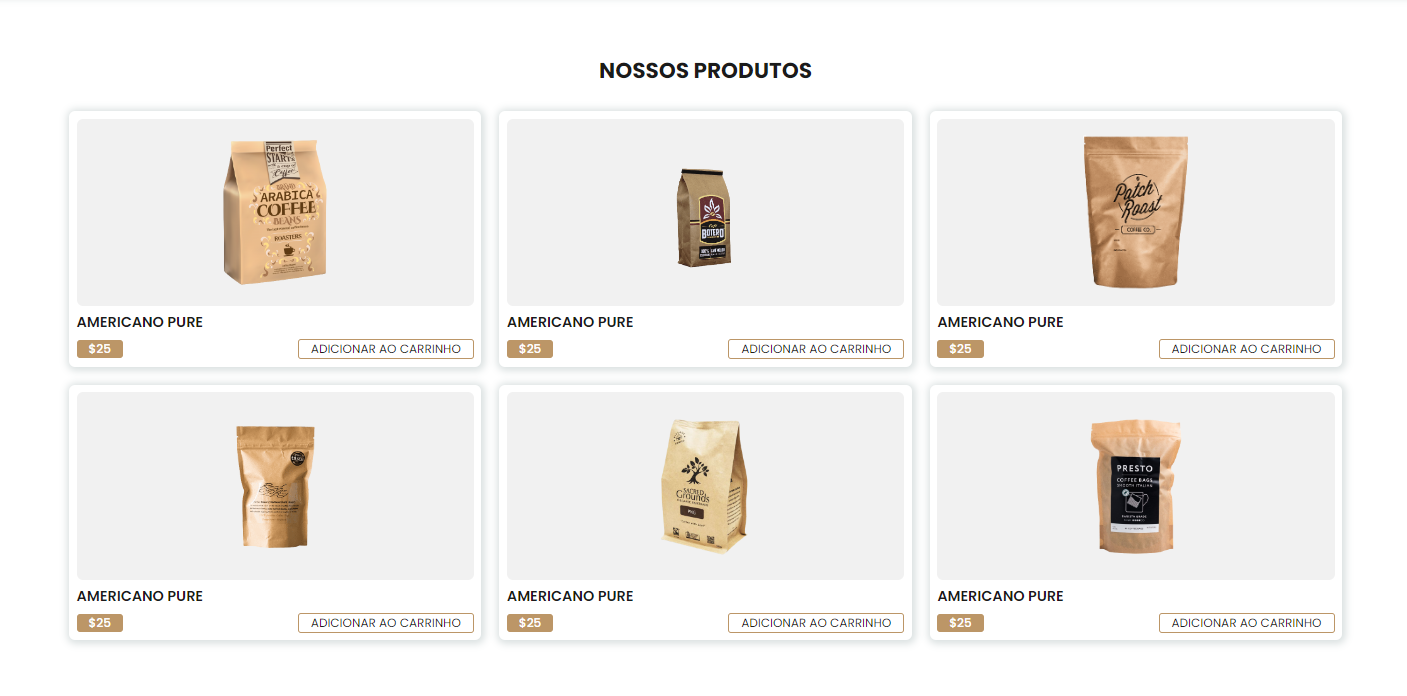 NOSSOS PRODUTOS
Perfect
STARTS
Coffee
ARABICA
COFFEE
BEANS
ROASTERS
BOTERO
Patch
Roast
COFFEE CO.
AMERICANO PURE
AMERICANO PURE
AMERICANO PURE
$25 ADICIONAR AO CARRINHO
$25 ADICIONAR AO CARRINHO
$25 ADICIONAR AO CARRINHO
SACRED
Grounds
PRESTO
COFFEE BAGS
SMOOTH ITALIAN
AMERICANO PURE
AMERICANO PURE
AMERICANO PURE
$25 ADICIONAR AO CARRINHO
$25 ADICIONAR AO CARRINHO
$25 ADICIONAR AO CARRINHO